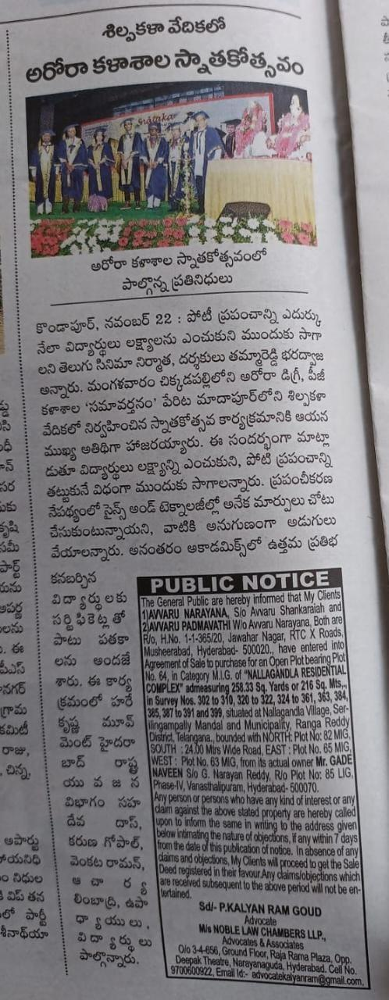 శిల్పకళా వేదికలో
అరోరా కళాశాల స్నాతకోత్సవం
అరోరా కళాశాల స్నాతకోత్సవంలో
పాల్గొన్న ప్రతినిధులు
కొండాపూర్, నవంబర్ 22 : పోటీ ప్రపంచాన్ని ఎదుర్కు
నేలా విద్యార్థులు లక్ష్యాలను ఎంచుకుని ముందుకు సాగా
లని తెలుగు సినిమా నిర్మాత, దర్శకులు తమ్మారెడ్డి భరద్వాజ
అన్నారు. మంగళవారం చిక్కడపల్లిలోని అరోరా డిగ్రీ, పీజీ
కళాశాల 'సమావర్తనం' పేరిట మాదాపూర్‌లోని శిల్పకళా
వేదికలో నిర్వహించిన స్నాతకోత్సవ కార్యక్రమానికి ఆయన
ముఖ్య అతిథిగా హాజరయ్యారు. ఈ సందర్భంగా మాట్లా
డుతూ విద్యార్థులు లక్ష్యాన్ని ఎంచుకుని, పోటి ప్రపంచాన్ని
తట్టుకునే విధంగా ముందుకు సాగాలన్నారు. ప్రపంచీకరణ
నేపథ్యంలో సైన్స్ అండ్ టెక్నాలజీల్లో అనేక మార్పులు చోటు
చేసుకుంటున్నాయని, వాటికి అనుగుణంగా అడుగులు
వేయాలన్నారు. అనంతరం అకాడమిక్స్‌లో ఉత్తమ ప్రతిభ
కనబర్చిన
విద్యార్థులకు
సర్టిఫికెట్లతో
పాటు పతకా
లను అందజే
శారు. ఈ కార్య
క్రమంలో హరే
కృష్ణ మూవ్
మెంట్ హైదరా
బాద్ రాష్ట్ర
యువజన
విభాగం సహ
దేవ దాస్,
కరుణ గోపాల్,
వెంకట రామన్,
ఆచార్య
లింబాద్రి, ఉపా
ధ్యాయులు,
విద్యార్థులు
పాల్గొన్నారు.
PUBLIC NOTICE
The General Public are hereby informed that My Clients
1)AVVARU NARAYANA, S/o Avvaru Shankaraiah and
2)AVVARU PADMAVATHI W/o Avvaru Narayana, Both are
R/o, H.No. 1-1-365/20, Jawahar Nagar, RTC X Roads,
Musheerabad, Hyderabad- 500020., have entered into
Agreement of Sale to purchase for an Open Plot bearing Plot
No. 64, in Category M.I.G. of "NALLAGANDLA RESIDENTIAL
COMPLEX" admeasuring 258.33 Sq. Yards or 216 Sq. Mts.,
in Survey Nos. 302 to 310, 320 to 322, 324 to 361, 363, 384,
385, 387 to 391 and 399, situated at Nallagandla Village, Ser-
ilingampally Mandal and Municipality, Ranga Reddy
District, Telangana., bounded with NORTH: Plot No: 82 MIG,
SOUTH : 24.00 Mtrs Wide Road, EAST : Plot No. 65 MIG,
WEST : Plot No. 63 MIG, from its actual owner Mr. GADE
NAVEEN S/o G. Narayan Reddy, R/o Plot No: 85 LIG,
Phase-IV, Vanasthalipuram, Hyderabad- 500070.
Any person or persons who have any kind of interest or any
claim against the above stated property are hereby called
upon to inform the same in writing to the address given
below intimating the nature of objections, if any within 7 days
from the date of this publication of notice. In absence of any
claims and objections, My Clients will proceed to get the Sale
Deed registered in their favour.Any claims/objections which
are received subsequent to the above period will not be en-
tertained.
Sd/- P.KALYAN RAM GOUD
Advocate
M/s NOBLE LAW CHAMBERS LLP.,
Advocates & Associates
O/o 3-4-656, Ground Floor, Raja Rama Plaza, Opp.
Deepak Theatre, Narayanaguda, Hyderabad. Cell No.
9700600922, Email Id:- advocatekalyanram@gmail.com,